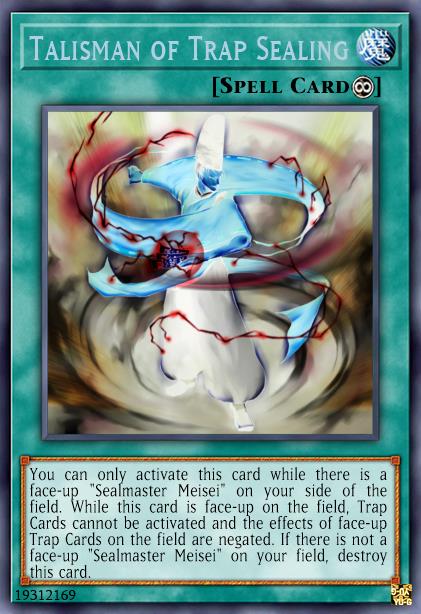 Talisman of Trap Sealing 魔
[Spell Card]
You can only activate this card while there is a
face-up "Sealmaster Meisei" on your side of the
field. While this card is face-up on the field, Trap
Cards cannot be activated and the effects of face-up
Trap Cards on the field are negated. If there is not a
face-up "Sealmaster Meisei" on your field, destroy
this card.
19312169